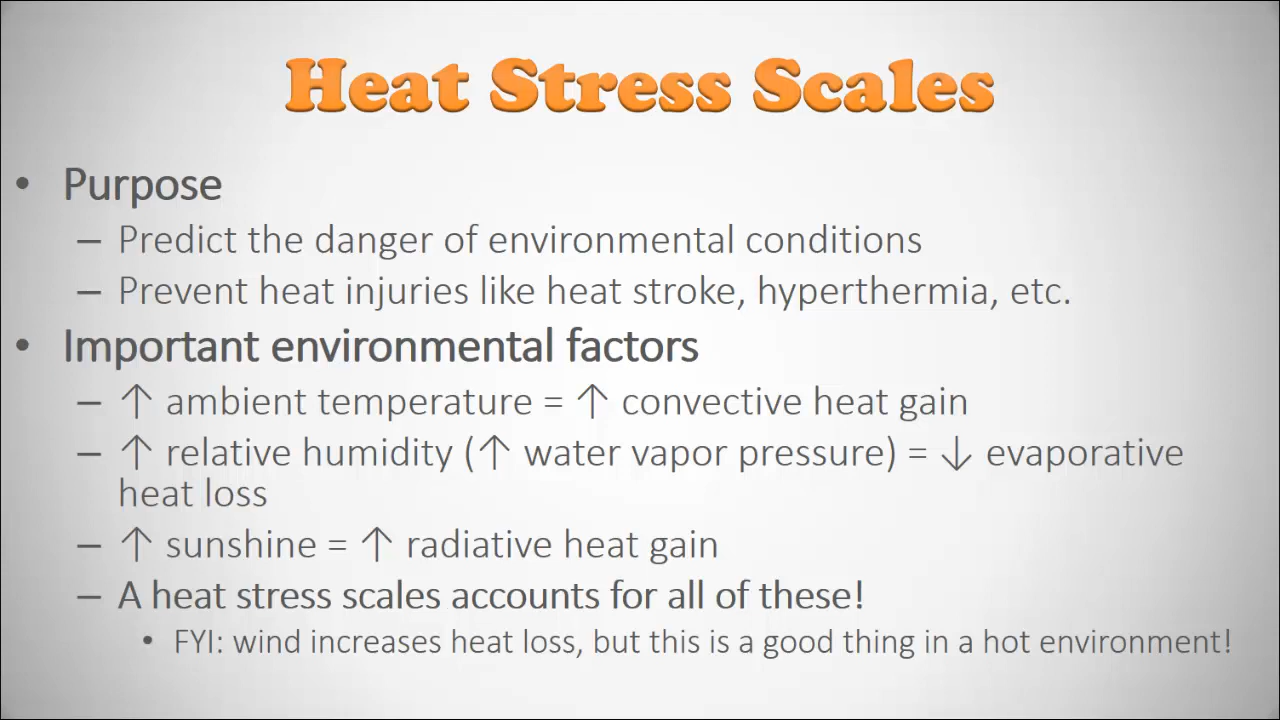 Heat Stress Scales
• Purpose
– Predict the danger of environmental conditions
– Prevent heat injuries like heat stroke, hyperthermia, etc.
• Important environmental factors
– ↑ ambient temperature = ↑ convective heat gain
– ↑ relative humidity (↑ water vapor pressure) = ↓ evaporative
heat loss
– ↑ sunshine = ↑ radiative heat gain
– A heat stress scales accounts for all of these!
• FYI: wind increases heat loss, but this is a good thing in a hot environment!